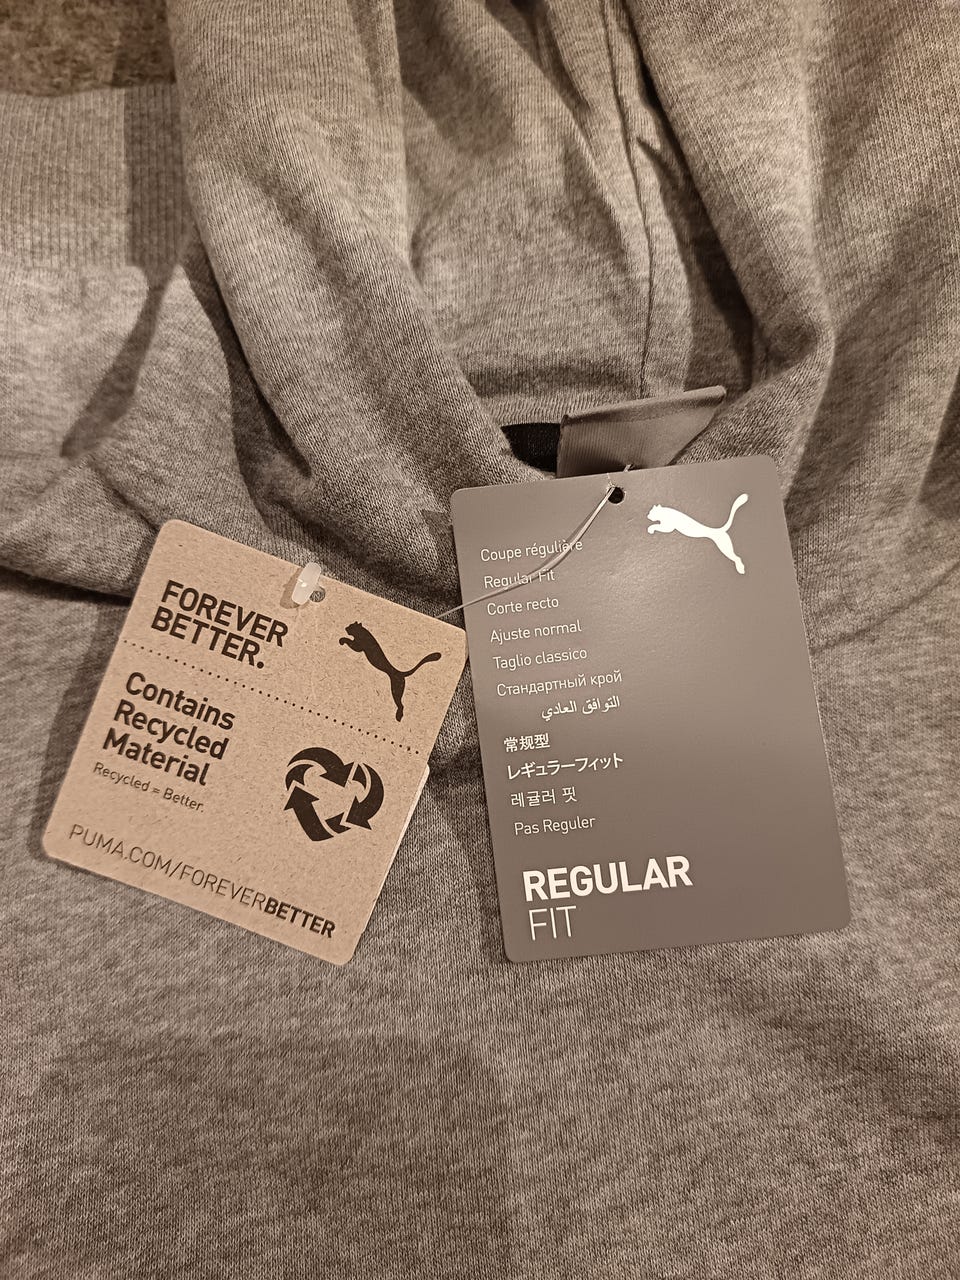 FOREVER
BETTER.
Contains
Recycled
Material
Recycled = Better.
PUMA.COM/FOREVERBETTER
Coupe régulière
Regular Fit
Corte recto
Ajuste normal
Taglio classico
Стандартный крой
التوافق العادي
常规型
レギュラーフィット
레귤러 핏
Pas Reguler
REGULAR
FIT